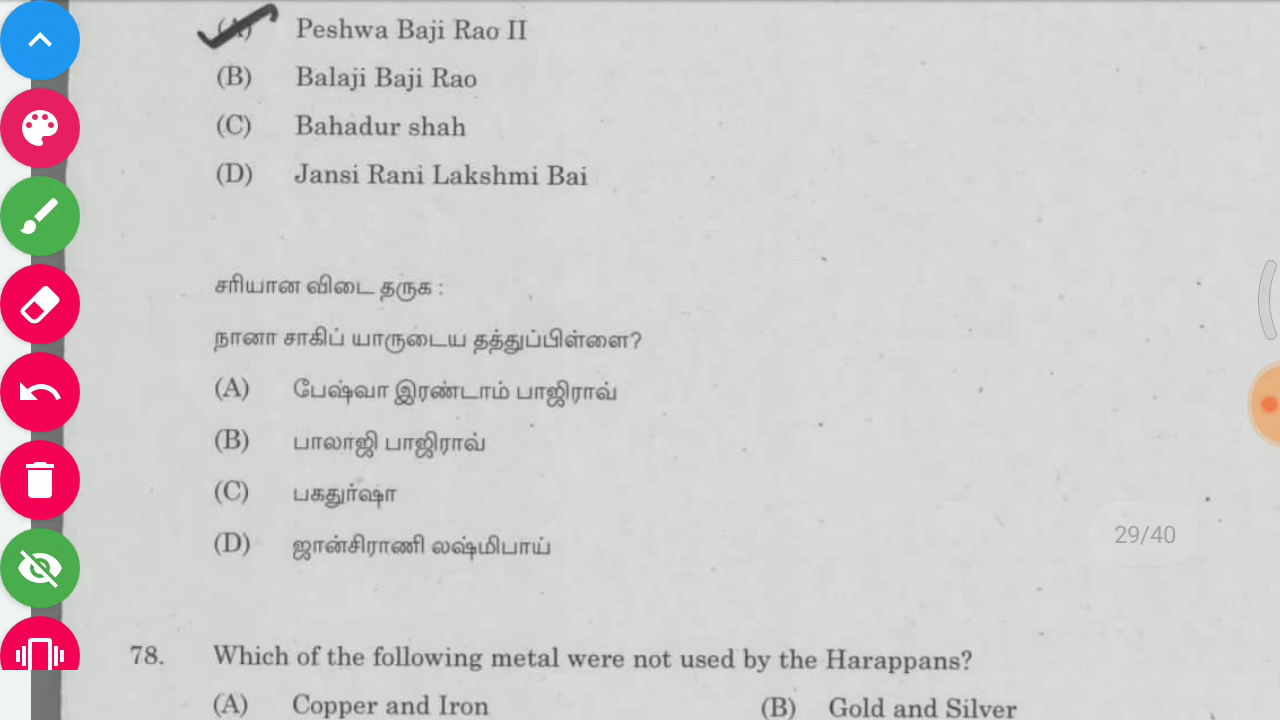 (A) Peshwa Baji Rao II
(B) Balaji Baji Rao
(C) Bahadur shah
(D) Jansi Rani Lakshmi Bai
சரியான விடை தருக :
நானா சாகிப் யாருடைய தத்துப்பிள்ளை?
(A) பேஷ்வா இரண்டாம் பாஜிராவ்
(B) பாலாஜி பாஜிராவ்
(C) பகதுர்ஷா
(D) ஜான்சிராணி லஷ்மிபாய்
29/40
78. Which of the following metal were not used by the Harappans?
(A) Copper and Iron (B) Gold and Silver